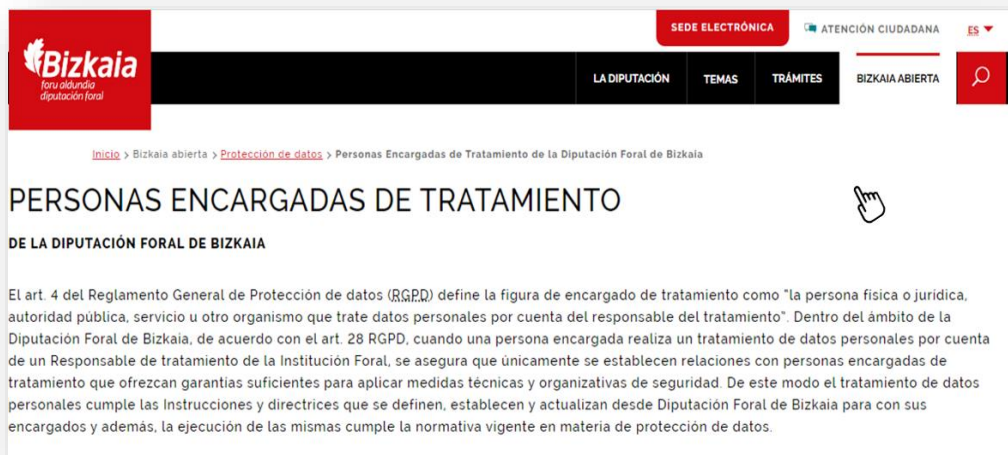 SEDE ELECTRÓNICA
ATENCIÓN CIUDADANA
ES
Bizkaia
foru aldundia
diputación foral
LA DIPUTACIÓN
TEMAS
TRÁMITES
BIZKAIA ABIERTA
Inicio > Bizkaia abierta > Protección de datos > Personas Encargadas de Tratamiento de la Diputación Foral de Bizkaia
PERSONAS ENCARGADAS DE TRATAMIENTO
DE LA DIPUTACIÓN FORAL DE BIZKAIA
El art. 4 del Reglamento General de Protección de datos (RGPD) define la figura de encargado de tratamiento como "la persona física o jurídica,
autoridad pública, servicio u otro organismo que trate datos personales por cuenta del responsable del tratamiento". Dentro del ámbito de la
Diputación Foral de Bizkaia, de acuerdo con el art. 28 RGPD, cuando una persona encargada realiza un tratamiento de datos personales por cuenta
de un Responsable de tratamiento de la Institución Foral, se asegura que únicamente se establecen relaciones con personas encargadas de
tratamiento que ofrezcan garantías suficientes para aplicar medidas técnicas y organizativas de seguridad. De este modo el tratamiento de datos
personales cumple las Instrucciones y directrices que se definen, establecen y actualizan desde Diputación Foral de Bizkaia para con sus
encargados y además, la ejecución de las mismas cumple la normativa vigente en materia de protección de datos.